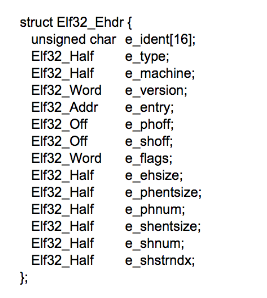 struct Elf32_Ehdr {
unsigned char e_ident[16];
Elf32_Half e_type;
Elf32_Half e_machine;
Elf32_Word e_version;
Elf32_Addr e_entry;
Elf32_Off e_phoff;
Elf32_Off e_shoff;
Elf32_Word e_flags;
Elf32_Half e_ehsize;
Elf32_Half e_phentsize;
Elf32_Half e_phnum;
Elf32_Half e_shentsize;
Elf32_Half e_shnum;
Elf32_Half e_shstrndx;
};